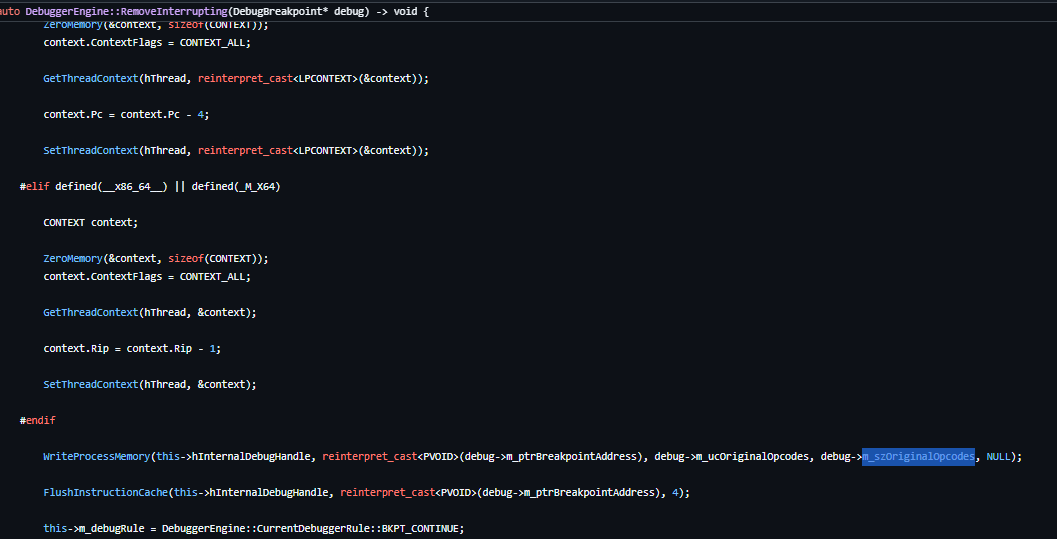 auto DebuggerEngine::RemoveInterrupting(DebugBreakpoint* debug) -> void {
ZeroMemory(&context, sizeof(CONTEXT));
context.ContextFlags = CONTEXT_ALL;
GetThreadContext(hThread, reinterpret_cast<LPCONTEXT>(&context));
context.Pc = context.Pc - 4;
SetThreadContext(hThread, reinterpret_cast<LPCONTEXT>(&context));
#elif defined(__x86_64__) || defined(_M_X64)
CONTEXT context;
ZeroMemory(&context, sizeof(CONTEXT));
context.ContextFlags = CONTEXT_ALL;
GetThreadContext(hThread, &context);
context.Rip = context.Rip - 1;
SetThreadContext(hThread, &context);
#endif
WriteProcessMemory(this->hInternalDebugHandle, reinterpret_cast<PVOID>(debug->m_ptrBreakpointAddress), debug->m_ucOriginalOpcodes, debug->m_szOriginalOpcodes, NULL);
FlushInstructionCache(this->hInternalDebugHandle, reinterpret_cast<PVOID>(debug->m_ptrBreakpointAddress), 4);
this->m_debugRule = DebuggerEngine::CurrentDebuggerRule::BKPT_CONTINUE;